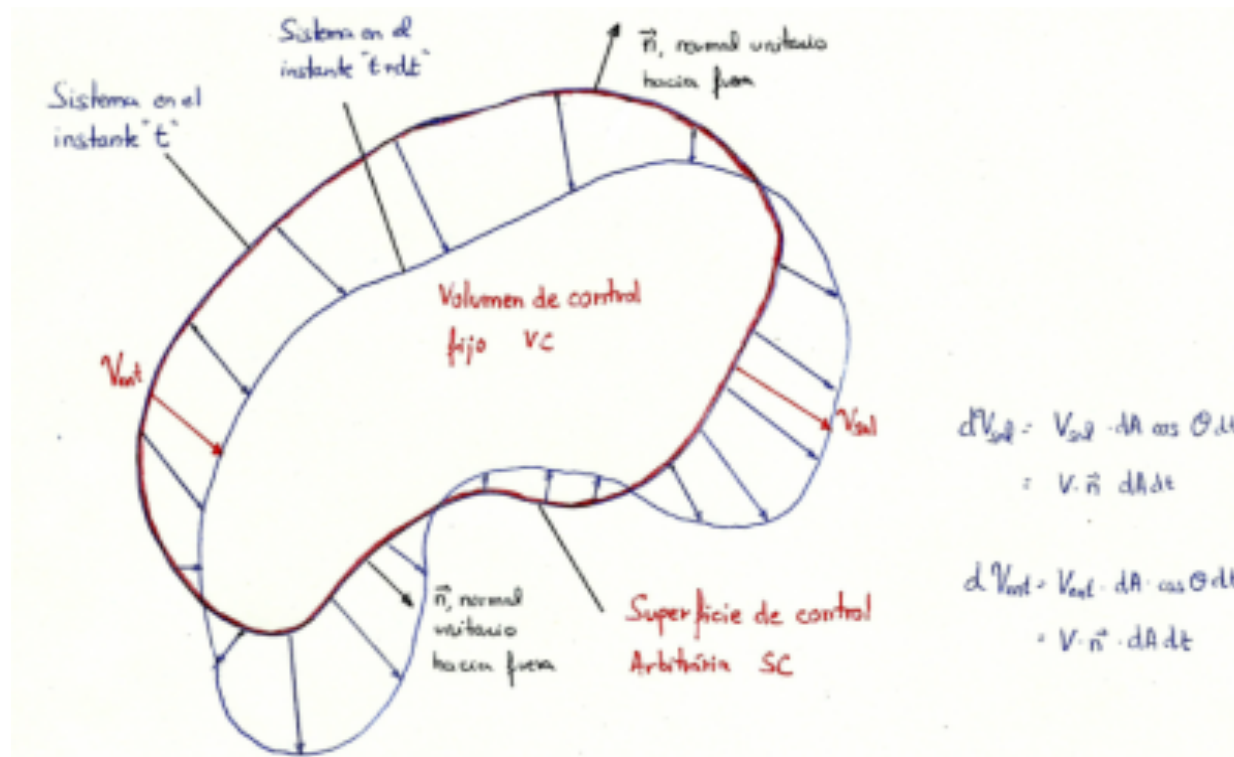 Sistema en el
instante "t+dt"
n⃗, normal unitario
hacia fuera
Sistema en el
instante "t"
Volumen de control
fijo VC
Vent
Vsal
dVsal = Vsal · dA cos θ dt
= V · n⃗ dA dt
dVent = Vent · dA · cos θ dt
= V · n⃗ · dA dt
n⃗, normal
unitario
hacia fuera
Superficie de control
Arbitrária SC